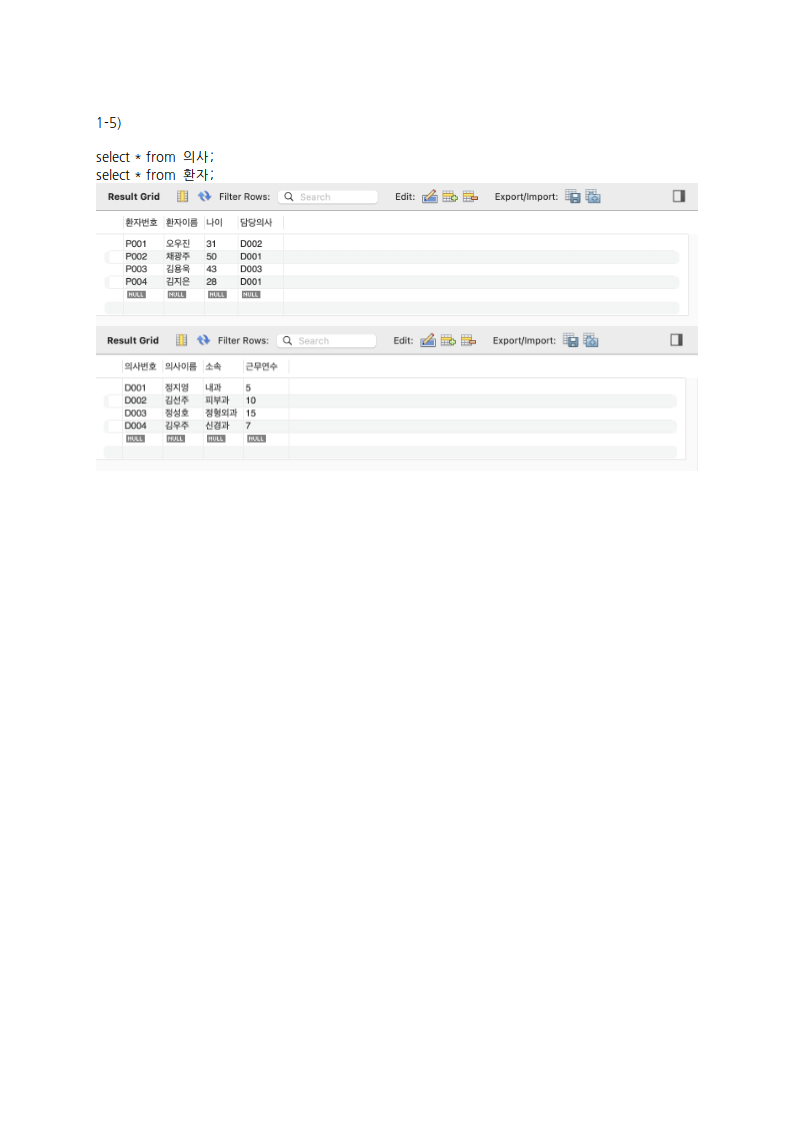 1-5)
select * from 의사;
select * from 환자;
Result Grid Filter Rows: Search Edit: Export/Import:
환자번호 환자이름 나이 담당의사
P001 오우진 31 D002
P002 채광주 50 D001
P003 김용욱 43 D003
P004 김지은 28 D001
NULL NULL NULL NULL
Result Grid Filter Rows: Search Edit: Export/Import:
의사번호 의사이름 소속 근무연수
D001 정지영 내과 5
D002 김선주 피부과 10
D003 정성호 정형외과 15
D004 김우주 신경과 7
NULL NULL NULL NULL